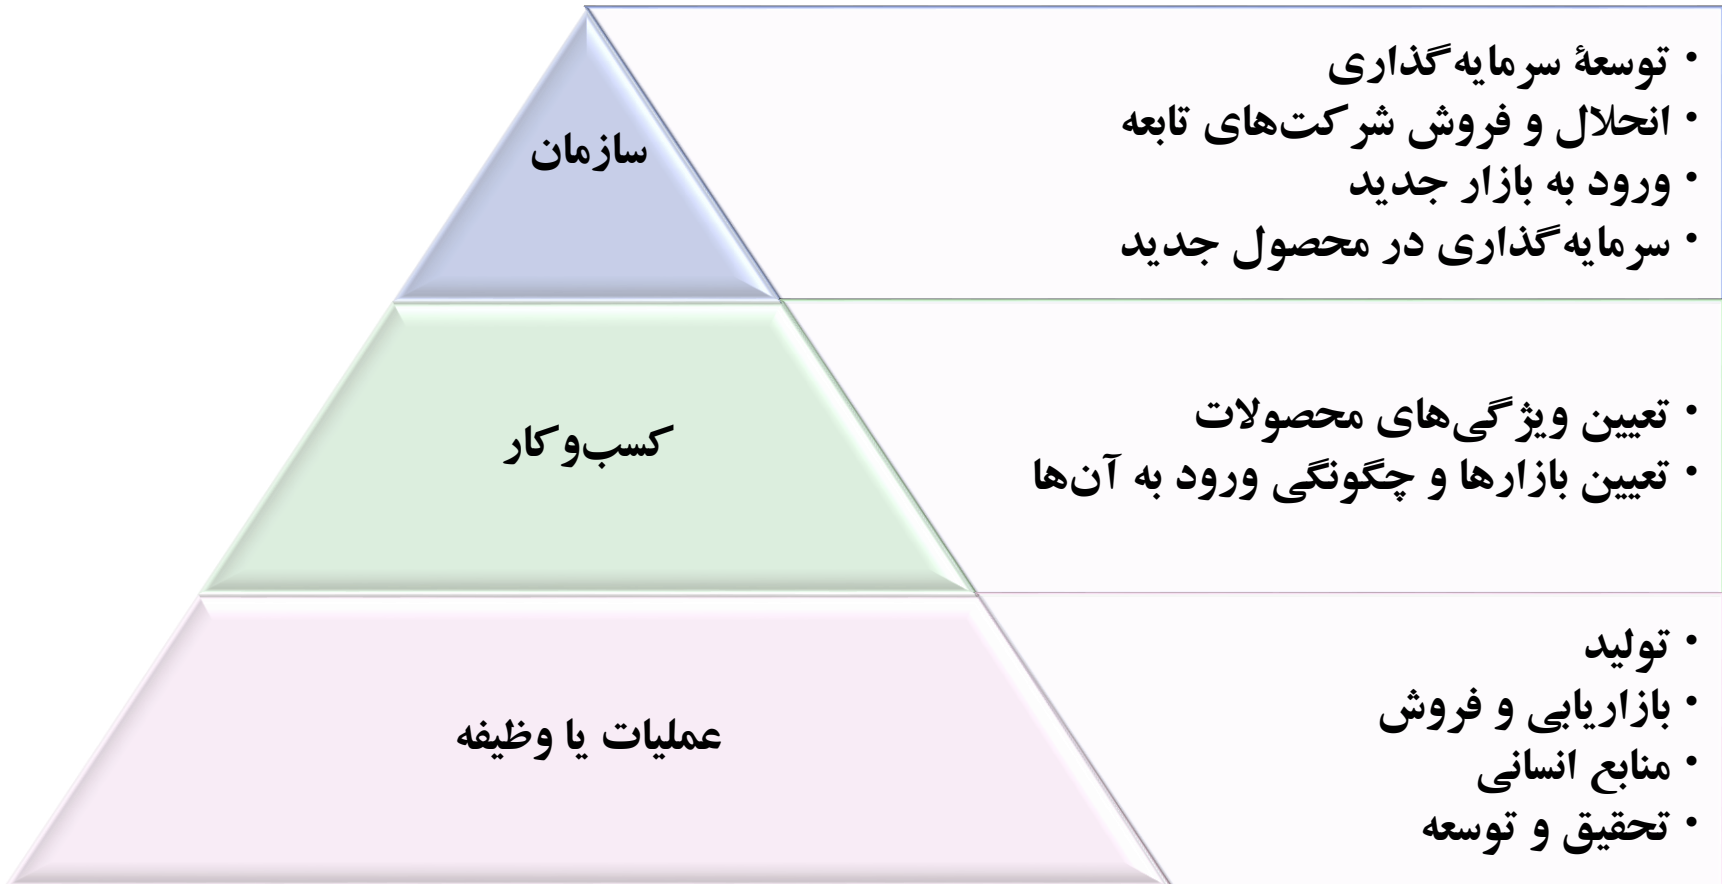 سازمان
• توسعهٔ سرمایه‌گذاری
• انحلال و فروش شرکت‌های تابعه
• ورود به بازار جدید
• سرمایه‌گذاری در محصول جدید
کسب‌وکار
• تعیین ویژگی‌های محصولات
• تعیین بازارها و چگونگی ورود به آن‌ها
عملیات یا وظیفه
• تولید
• بازاریابی و فروش
• منابع انسانی
• تحقیق و توسعه